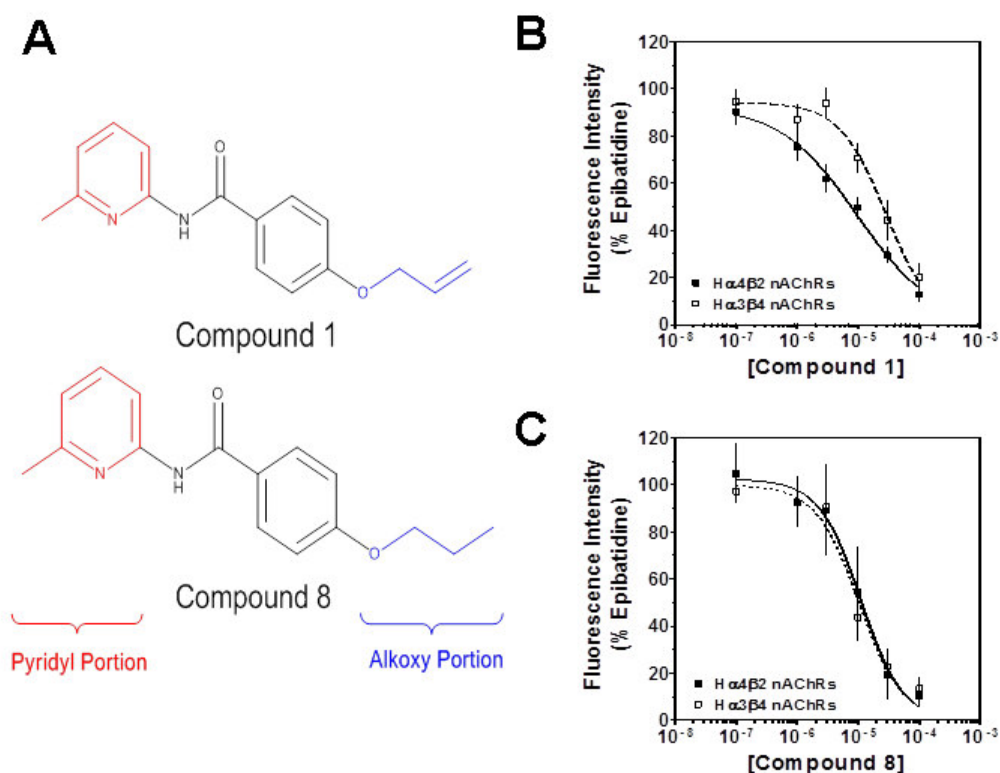 A
N
N
H
O
O
Compound 1
N
N
H
O
O
Compound 8
Pyridyl Portion
Alkoxy Portion
B
Fluorescence Intensity
(% Epibatidine)
120
100
80
60
40
20
0
Hα4β2 nAChRs
Hα3β4 nAChRs
10-8 10-7 10-6 10-5 10-4 10-3
[Compound 1]
C
Fluorescence Intensity
(% Epibatidine)
120
100
80
60
40
20
0
Hα4β2 nAChRs
Hα3β4 nAChRs
10-8 10-7 10-6 10-5 10-4 10-3
[Compound 8]